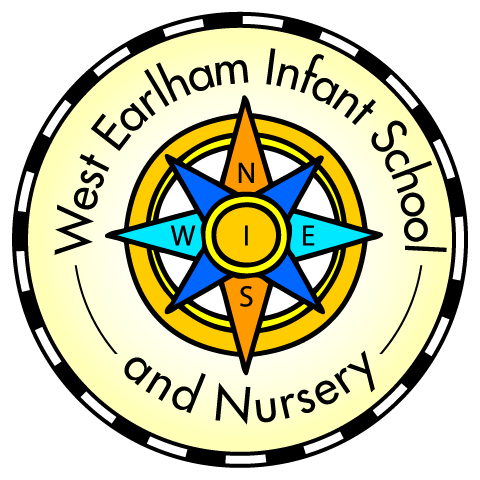 West Earlham Infant School
N
W I E
S
and Nursery